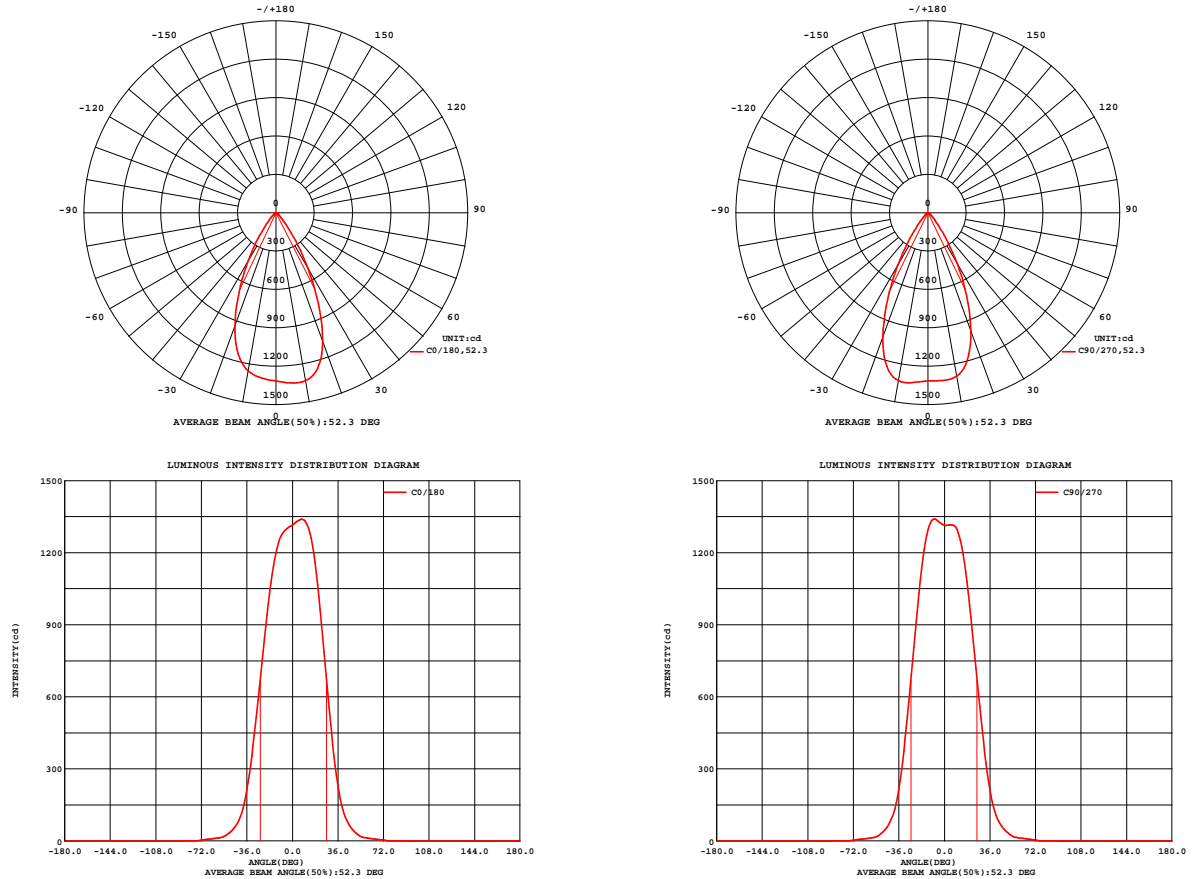 -/+180
-150 150
-120 120
-90 90
-60 60
-30 30
0
300
600
900
1200
1500
0
UNIT:cd
C0/180,52.3
AVERAGE BEAM ANGLE(50%):52.3 DEG
-/+180
-150 150
-120 120
-90 90
-60 60
-30 30
0
300
600
900
1200
1500
0
UNIT:cd
C90/270,52.3
AVERAGE BEAM ANGLE(50%):52.3 DEG
LUMINOUS INTENSITY DISTRIBUTION DIAGRAM
C0/180
INTENSITY(cd)
1500
1200
900
600
300
0
-180.0 -144.0 -108.0 -72.0 -36.0 0.0 36.0 72.0 108.0 144.0 180.0
ANGLE(DEG)
AVERAGE BEAM ANGLE(50%):52.3 DEG
LUMINOUS INTENSITY DISTRIBUTION DIAGRAM
C90/270
INTENSITY(cd)
1500
1200
900
600
300
0
-180.0 -144.0 -108.0 -72.0 -36.0 0.0 36.0 72.0 108.0 144.0 180.0
ANGLE(DEG)
AVERAGE BEAM ANGLE(50%):52.3 DEG